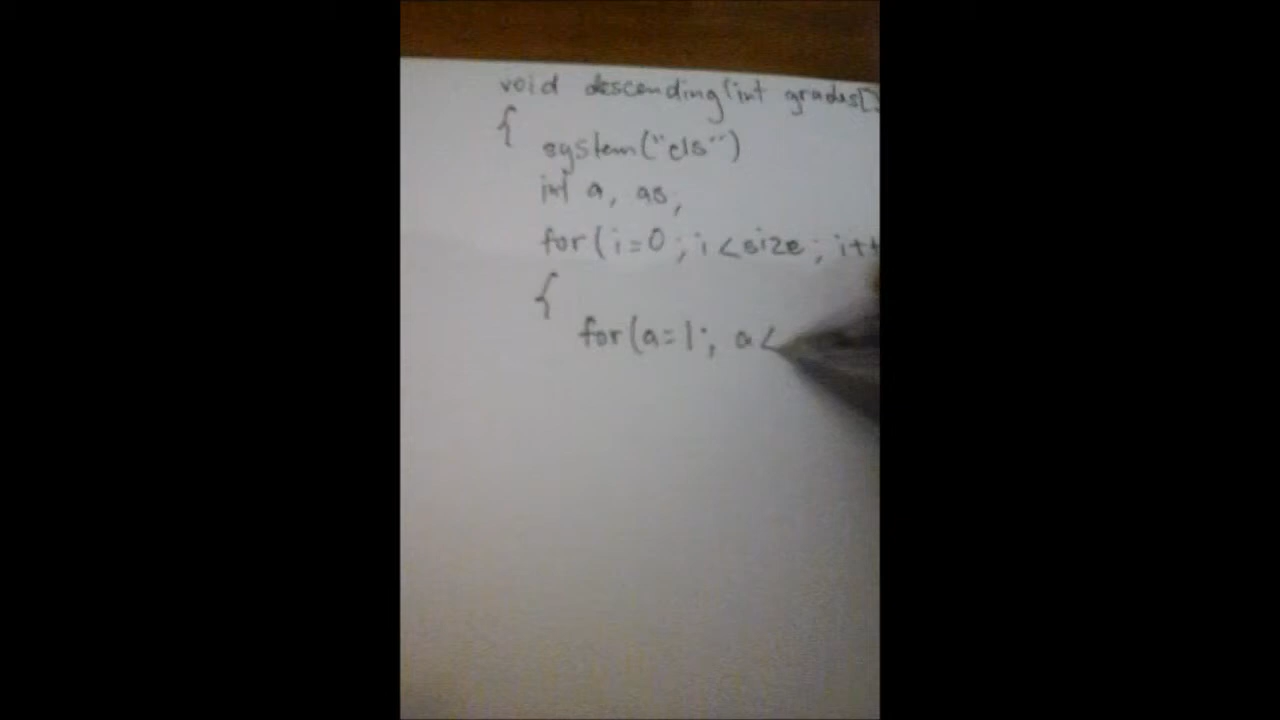 void descending(int grades[]
{
system("cls")
int a, as;
for(i=0; i<size; i++
{
for(a=1; a<